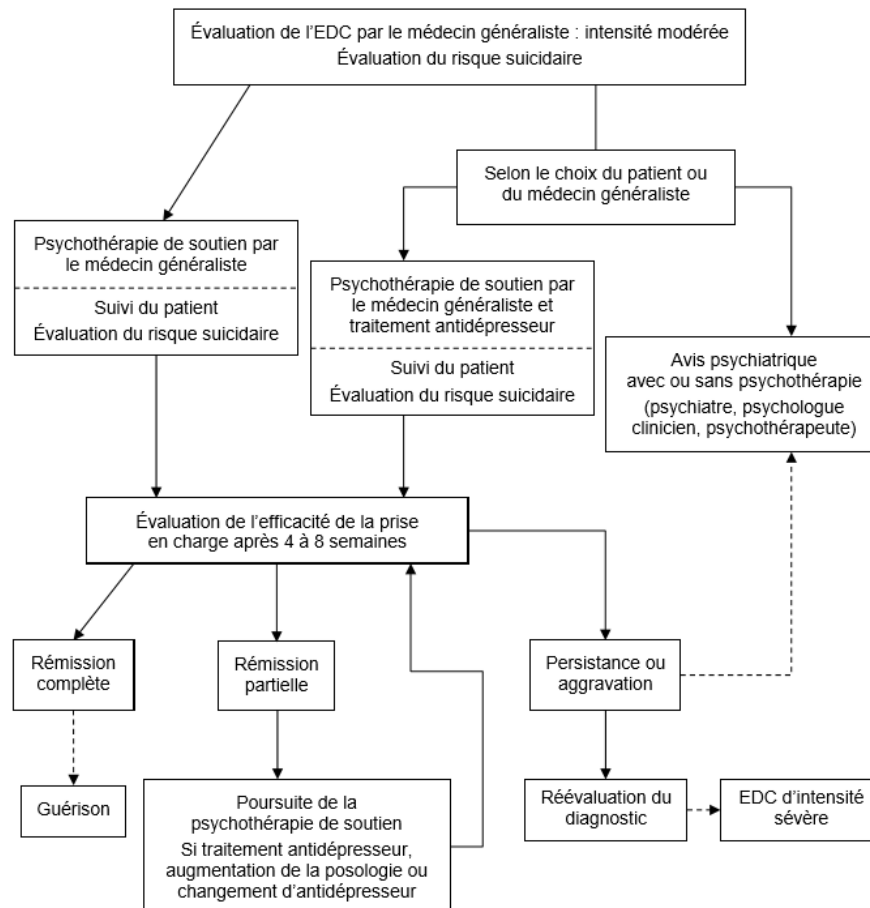 Évaluation de l’EDC par le médecin généraliste : intensité modérée
Évaluation du risque suicidaire
Selon le choix du patient ou
du médecin généraliste
Psychothérapie de soutien par
le médecin généraliste
Suivi du patient
Évaluation du risque suicidaire
Psychothérapie de soutien par
le médecin généraliste et
traitement antidépresseur
Suivi du patient
Évaluation du risque suicidaire
Avis psychiatrique
avec ou sans psychothérapie
(psychiatre, psychologue
clinicien, psychothérapeute)
Évaluation de l’efficacité de la prise
en charge après 4 à 8 semaines
Rémission
complète
Rémission
partielle
Persistance ou
aggravation
Guérison
Poursuite de la
psychothérapie de soutien
Si traitement antidépresseur,
augmentation de la posologie ou
changement d’antidépresseur
Réévaluation du
diagnostic
EDC d’intensité
sévère